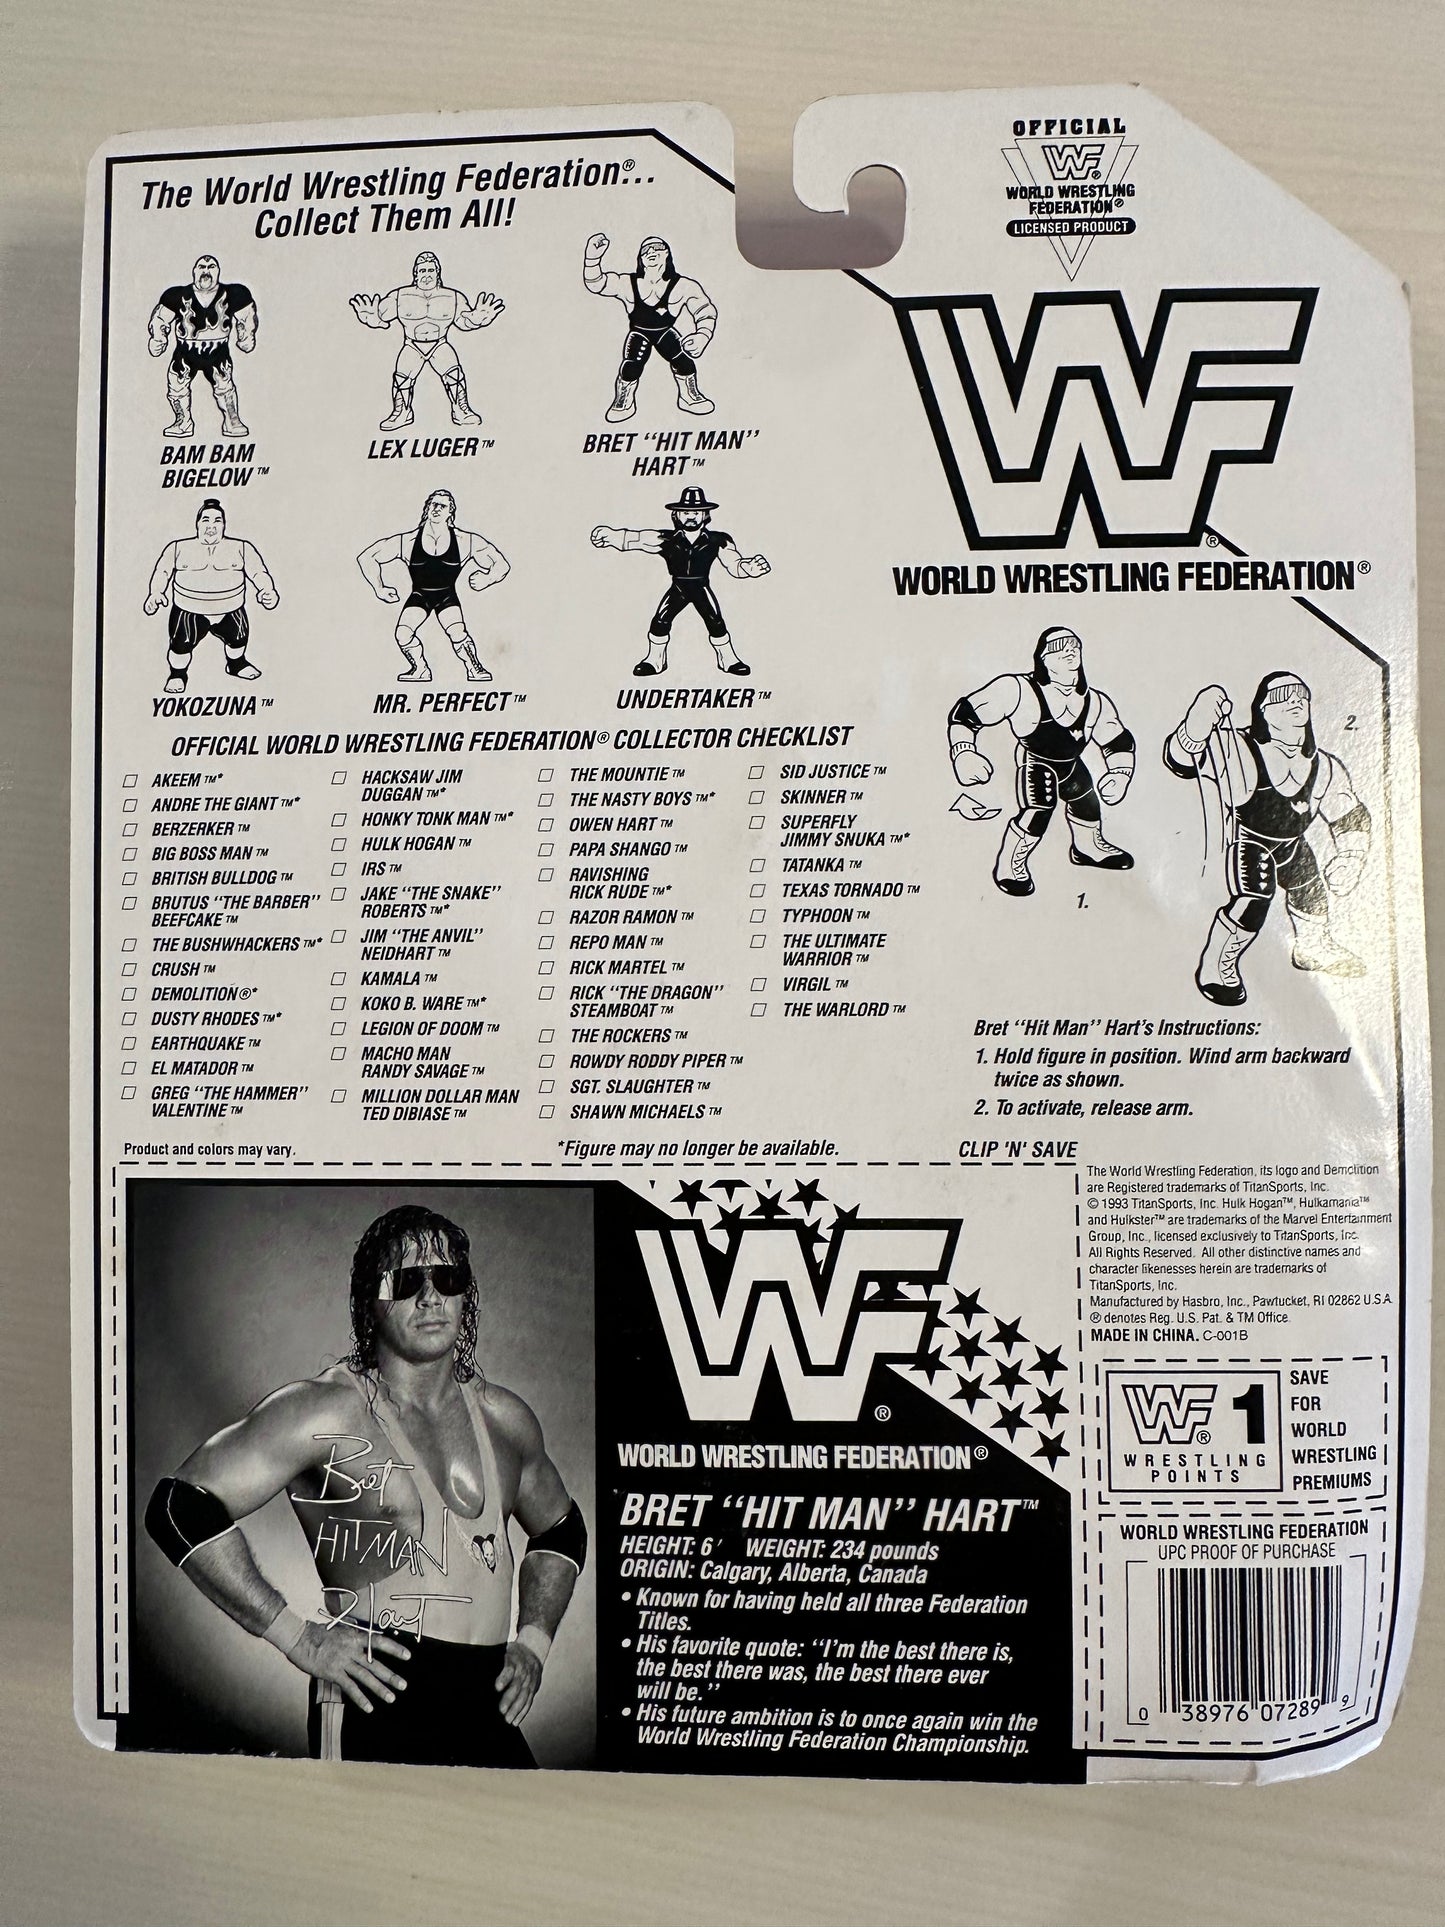 The World Wrestling Federation®...
Collect Them All!
OFFICIAL
WF®
WORLD WRESTLING
FEDERATION®
LICENSED PRODUCT
BAM BAM
BIGELOW™
LEX LUGER™
BRET “HIT MAN”
HART™
YOKOZUNA™
MR. PERFECT™
UNDERTAKER™
WF®
WORLD WRESTLING FEDERATION®
OFFICIAL WORLD WRESTLING FEDERATION® COLLECTOR CHECKLIST
☐ AKEEM™*
☐ ANDRE THE GIANT™*
☐ BERZERKER™
☐ BIG BOSS MAN™
☐ BRITISH BULLDOG™
☐ BRUTUS “THE BARBER”
BEEFCAKE™
☐ THE BUSHWHACKERS™*
☐ CRUSH™
☐ DEMOLITION®*
☐ DUSTY RHODES™*
☐ EARTHQUAKE™
☐ EL MATADOR™
☐ GREG “THE HAMMER”
VALENTINE™
☐ HACKSAW JIM
DUGGAN™*
☐ HONKY TONK MAN™*
☐ HULK HOGAN™
☐ IRS™
☐ JAKE “THE SNAKE”
ROBERTS™*
☐ JIM “THE ANVIL”
NEIDHART™
☐ KAMALA™
☐ KOKO B. WARE™*
☐ LEGION OF DOOM™
☐ MACHO MAN
RANDY SAVAGE™
☐ MILLION DOLLAR MAN
TED DIBIASE™
☐ THE MOUNTIE™
☐ THE NASTY BOYS™*
☐ OWEN HART™
☐ PAPA SHANGO™
☐ RAVISHING
RICK RUDE™*
☐ RAZOR RAMON™
☐ REPO MAN™
☐ RICK MARTEL™
☐ RICK “THE DRAGON”
STEAMBOAT™
☐ THE ROCKERS™
☐ ROWDY RODDY PIPER™
☐ SGT. SLAUGHTER™
☐ SHAWN MICHAELS™
☐ SID JUSTICE™
☐ SKINNER™
☐ SUPERFLY
JIMMY SNUKA™*
☐ TATANKA™
☐ TEXAS TORNADO™
☐ TYPHOON™
☐ THE ULTIMATE
WARRIOR™
☐ VIRGIL™
☐ THE WARLORD™
1.
2.
Bret “Hit Man” Hart's Instructions:
1. Hold figure in position. Wind arm backward
twice as shown.
2. To activate, release arm.
Product and colors may vary.
*Figure may no longer be available.
CLIP 'N' SAVE
Bret
HITMAN
Hart
WF®
WORLD WRESTLING FEDERATION®
BRET “HIT MAN” HART™
HEIGHT: 6' WEIGHT: 234 pounds
ORIGIN: Calgary, Alberta, Canada
• Known for having held all three Federation
Titles.
• His favorite quote: “I'm the best there is,
the best there was, the best there ever
will be.”
• His future ambition is to once again win the
World Wrestling Federation Championship.
The World Wrestling Federation, its logo and Demolition
are Registered trademarks of TitanSports, Inc.
© 1993 TitanSports, Inc. Hulk Hogan™, Hulkamania™
and Hulkster™ are trademarks of the Marvel Entertainment
Group, Inc., licensed exclusively to TitanSports, Inc.
All Rights Reserved. All other distinctive names and
character likenesses herein are trademarks of
TitanSports, Inc.
Manufactured by Hasbro, Inc., Pawtucket, RI 02862 U.S.A.
® denotes Reg. U.S. Pat. & TM Office.
MADE IN CHINA. C-001B
WF® 1
WRESTLING
POINTS
SAVE
FOR
WORLD
WRESTLING
PREMIUMS
WORLD WRESTLING FEDERATION
UPC PROOF OF PURCHASE
0 38976 07289 9